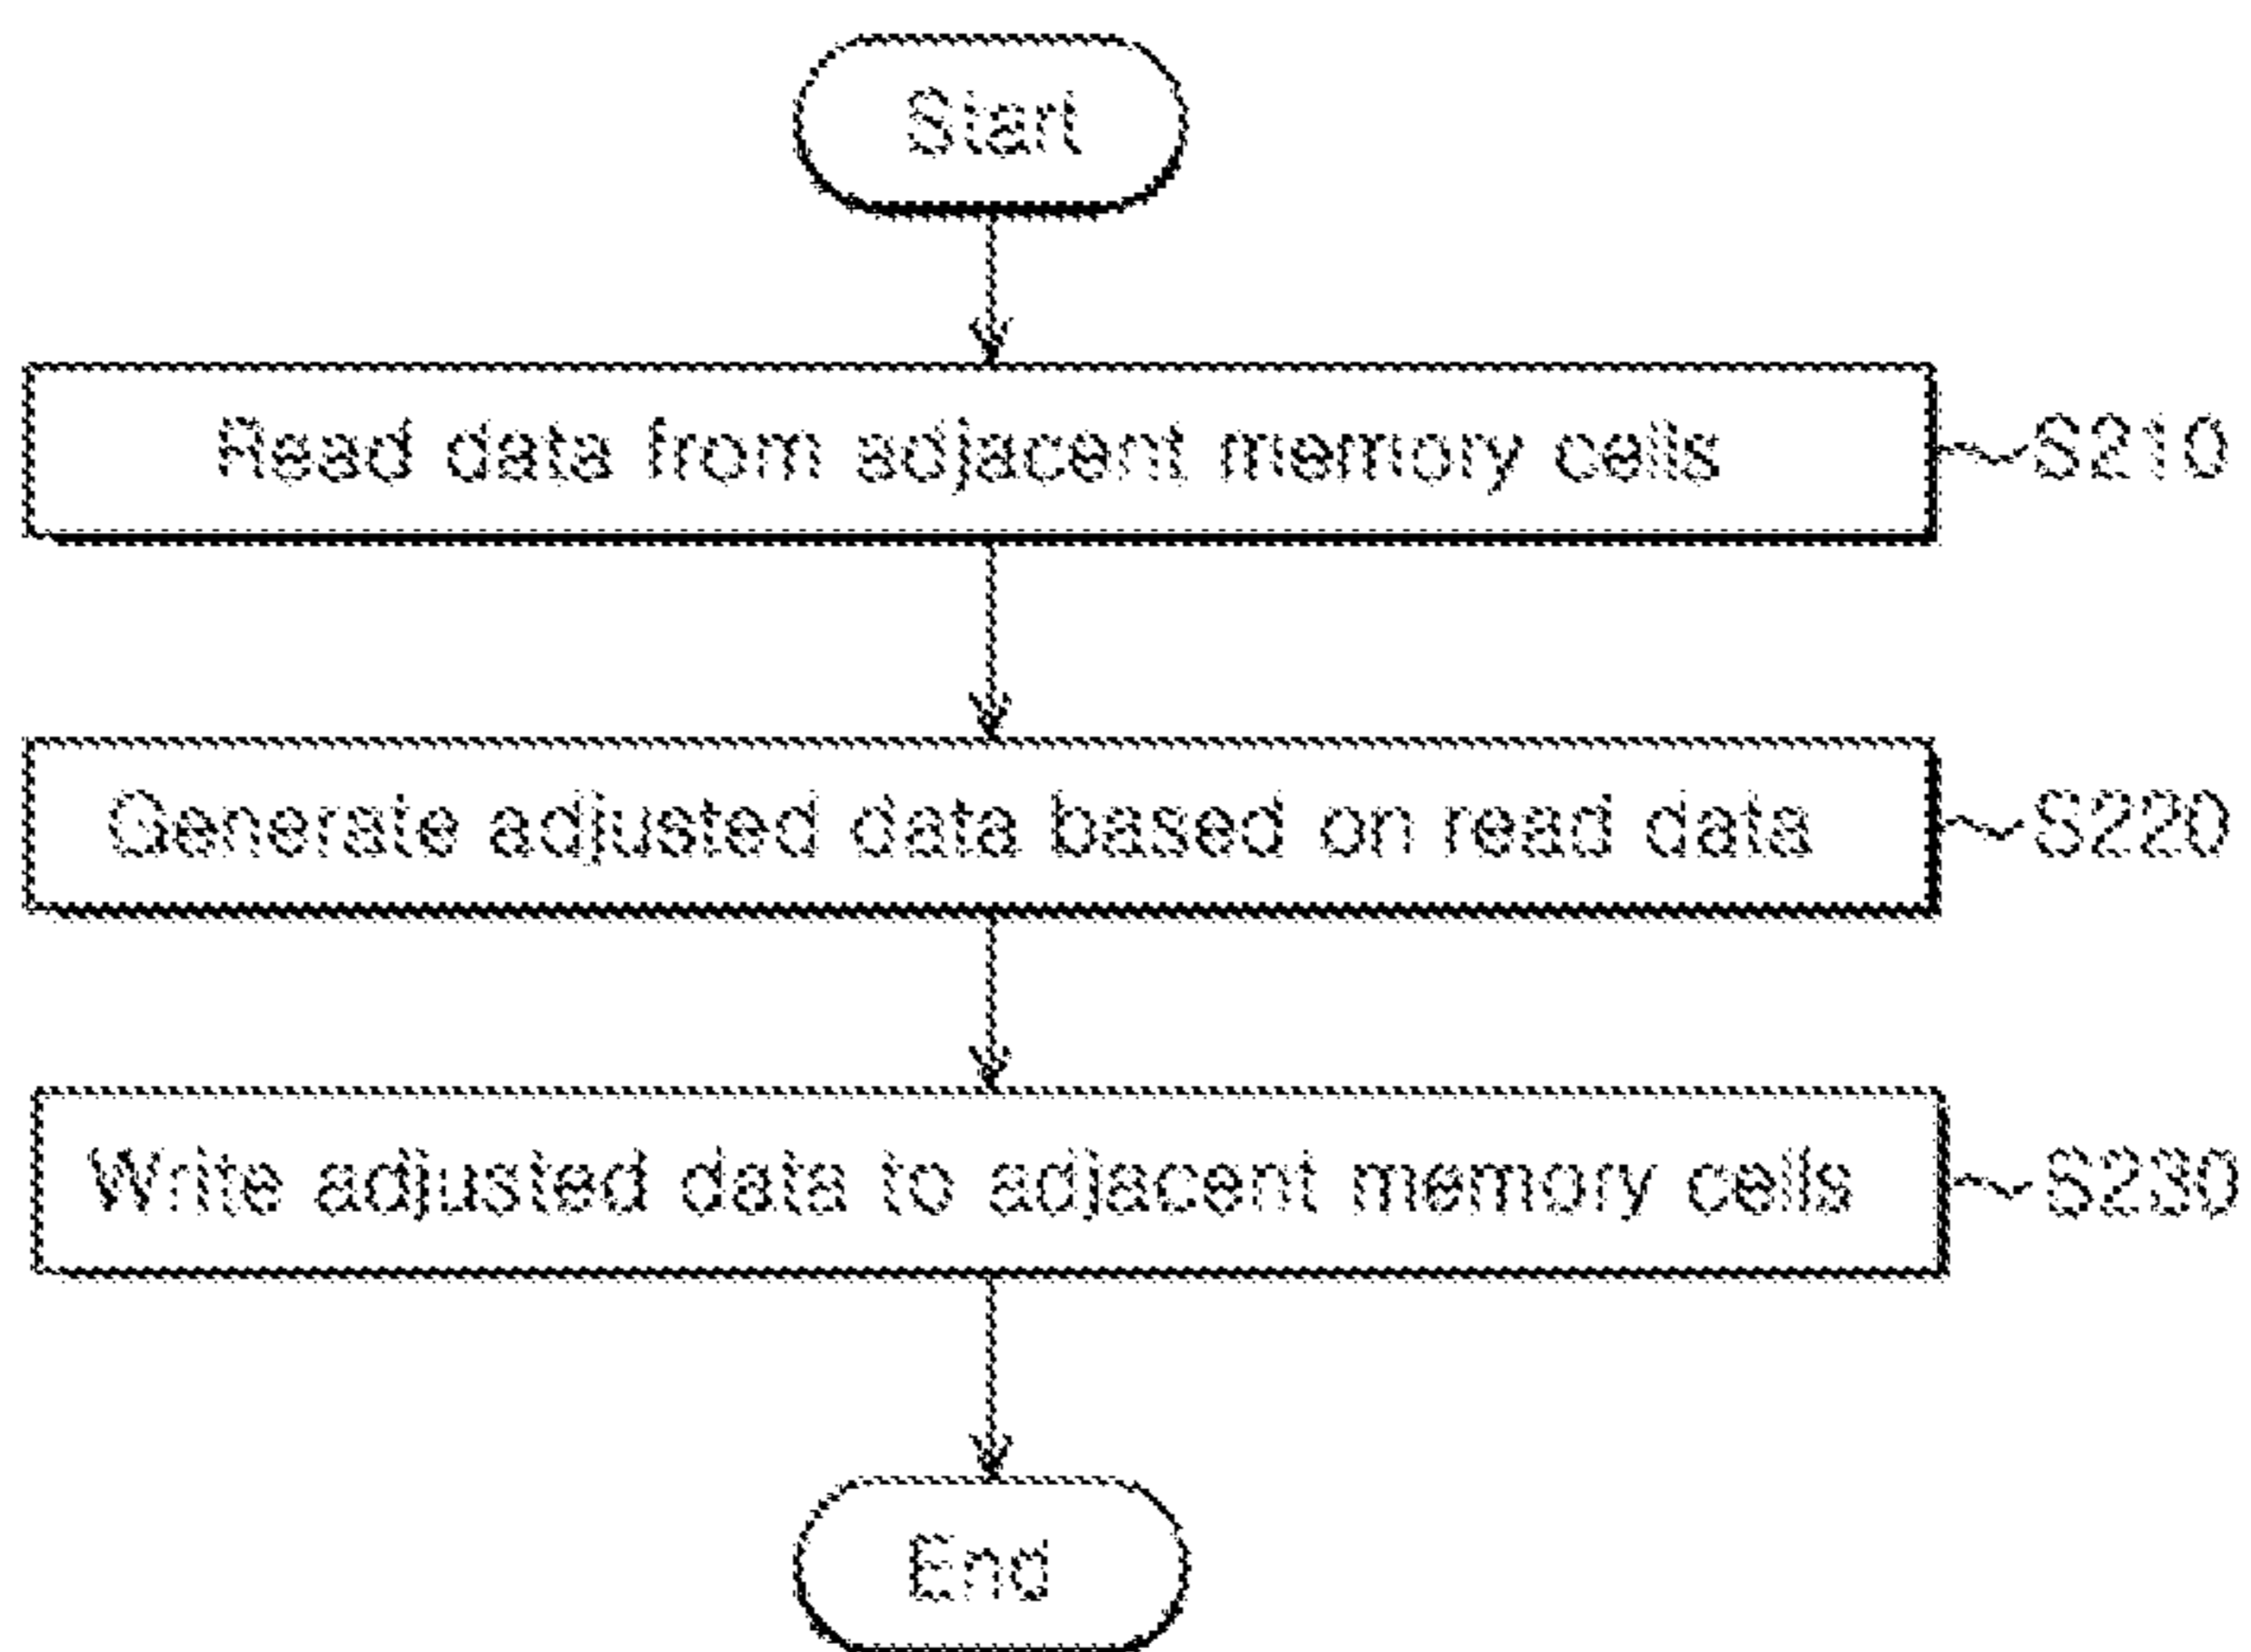 Start
Read data from adjacent memory cells
S210
Generate adjusted data based on read data
S220
Write adjusted data to adjacent memory cells
S230
End